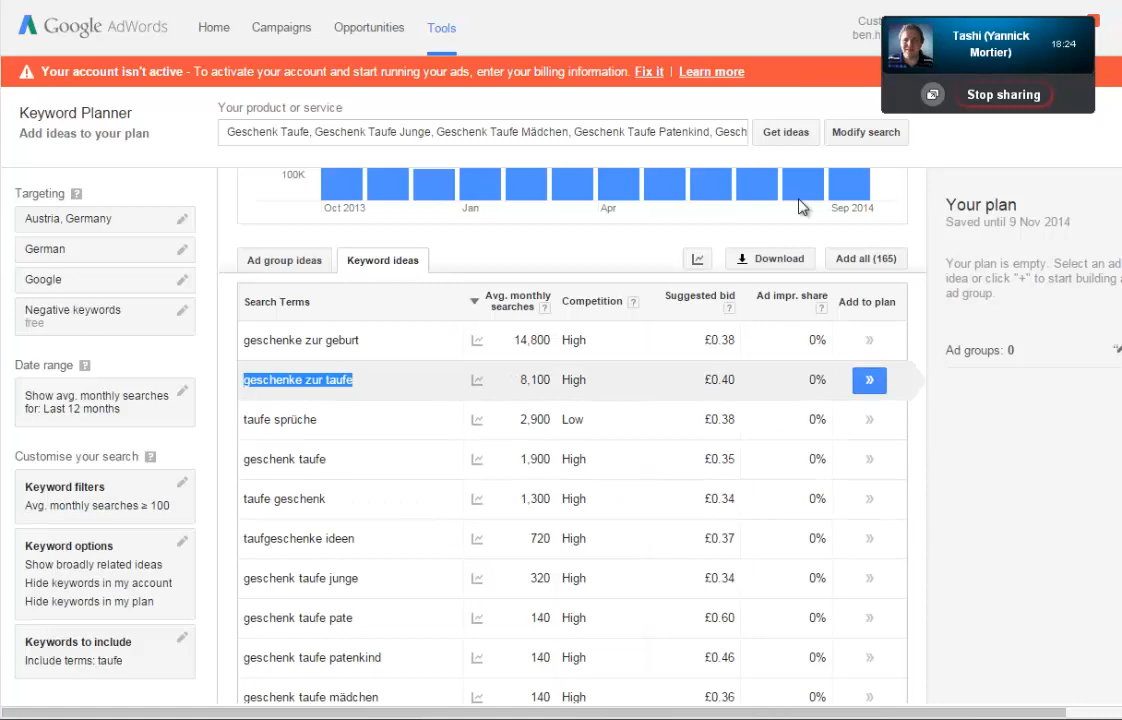 Google AdWords
Home
Campaigns
Opportunities
Tools
Cust
ben.h
Tashi (Yannick
Mortier)
18:24
Stop sharing
Your account isn't active - To activate your account and start running your ads, enter your billing information. Fix it | Learn more
Keyword Planner
Add ideas to your plan
Your product or service
Geschenk Taufe, Geschenk Taufe Junge, Geschenk Taufe Mädchen, Geschenk Taufe Patenkind, Gesch
Get ideas
Modify search
Targeting ?
Austria, Germany
German
Google
Negative keywords
free
Date range ?
Show avg. monthly searches
for: Last 12 months
Customise your search ?
Keyword filters
Avg. monthly searches ≥ 100
Keyword options
Show broadly related ideas
Hide keywords in my account
Hide keywords in my plan
Keywords to include
Include terms: taufe
100K
Oct 2013
Jan
Apr
Sep 2014
Ad group ideas
Keyword ideas
Download
Add all (165)
Search Terms
Avg. monthly
searches ?
Competition ?
Suggested bid
?
Ad impr. share
?
Add to plan
geschenke zur geburt 14,800 High £0.38 0% »
geschenke zur taufe 8,100 High £0.40 0% »
taufe sprüche 2,900 Low £0.38 0% »
geschenk taufe 1,900 High £0.35 0% »
taufe geschenk 1,300 High £0.34 0% »
taufgeschenke ideen 720 High £0.37 0% »
geschenk taufe junge 320 High £0.34 0% »
geschenk taufe pate 140 High £0.60 0% »
geschenk taufe patenkind 140 High £0.46 0% »
geschenk taufe mädchen 140 High £0.36 0% »
Your plan
Saved until 9 Nov 2014
Your plan is empty. Select an ad
idea or click "+" to start building
ad group.
Ad groups: 0